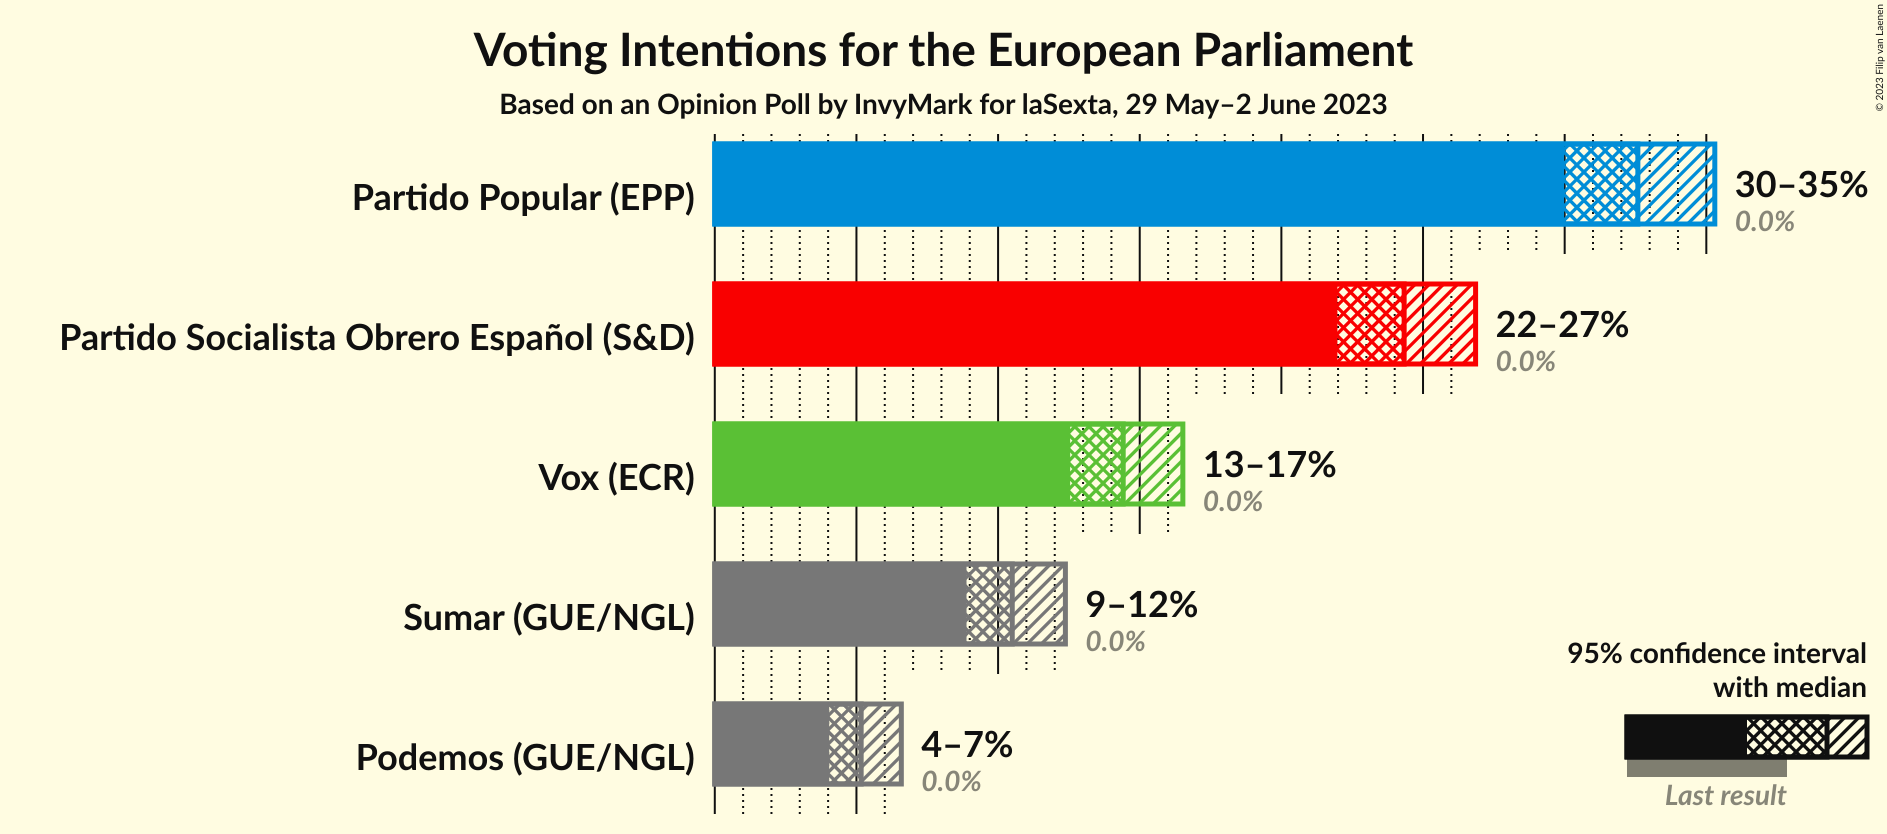 Voting Intentions for the European Parliament
Based on an Opinion Poll by InvyMark for laSexta, 29 May–2 June 2023
© 2023 Filip van Laenen
Partido Popular (EPP)
30–35%
0.0%
Partido Socialista Obrero Español (S&D)
22–27%
0.0%
Vox (ECR)
13–17%
0.0%
Sumar (GUE/NGL)
9–12%
0.0%
Podemos (GUE/NGL)
4–7%
0.0%
95% confidence interval
with median
Last result